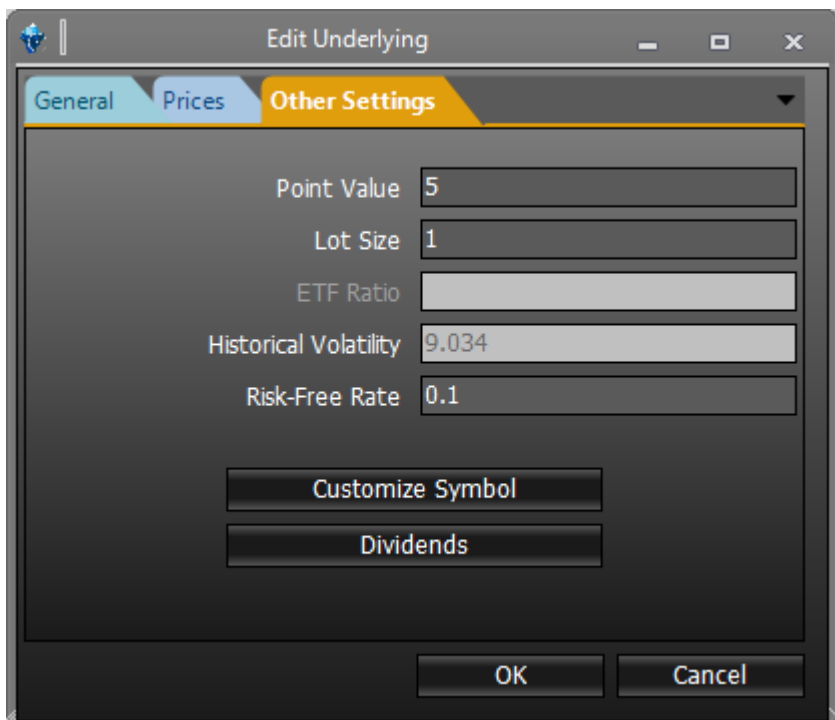 Edit Underlying
General Prices Other Settings
Point Value 5
Lot Size 1
ETF Ratio
Historical Volatility 9.034
Risk-Free Rate 0.1
Customize Symbol
Dividends
OK Cancel